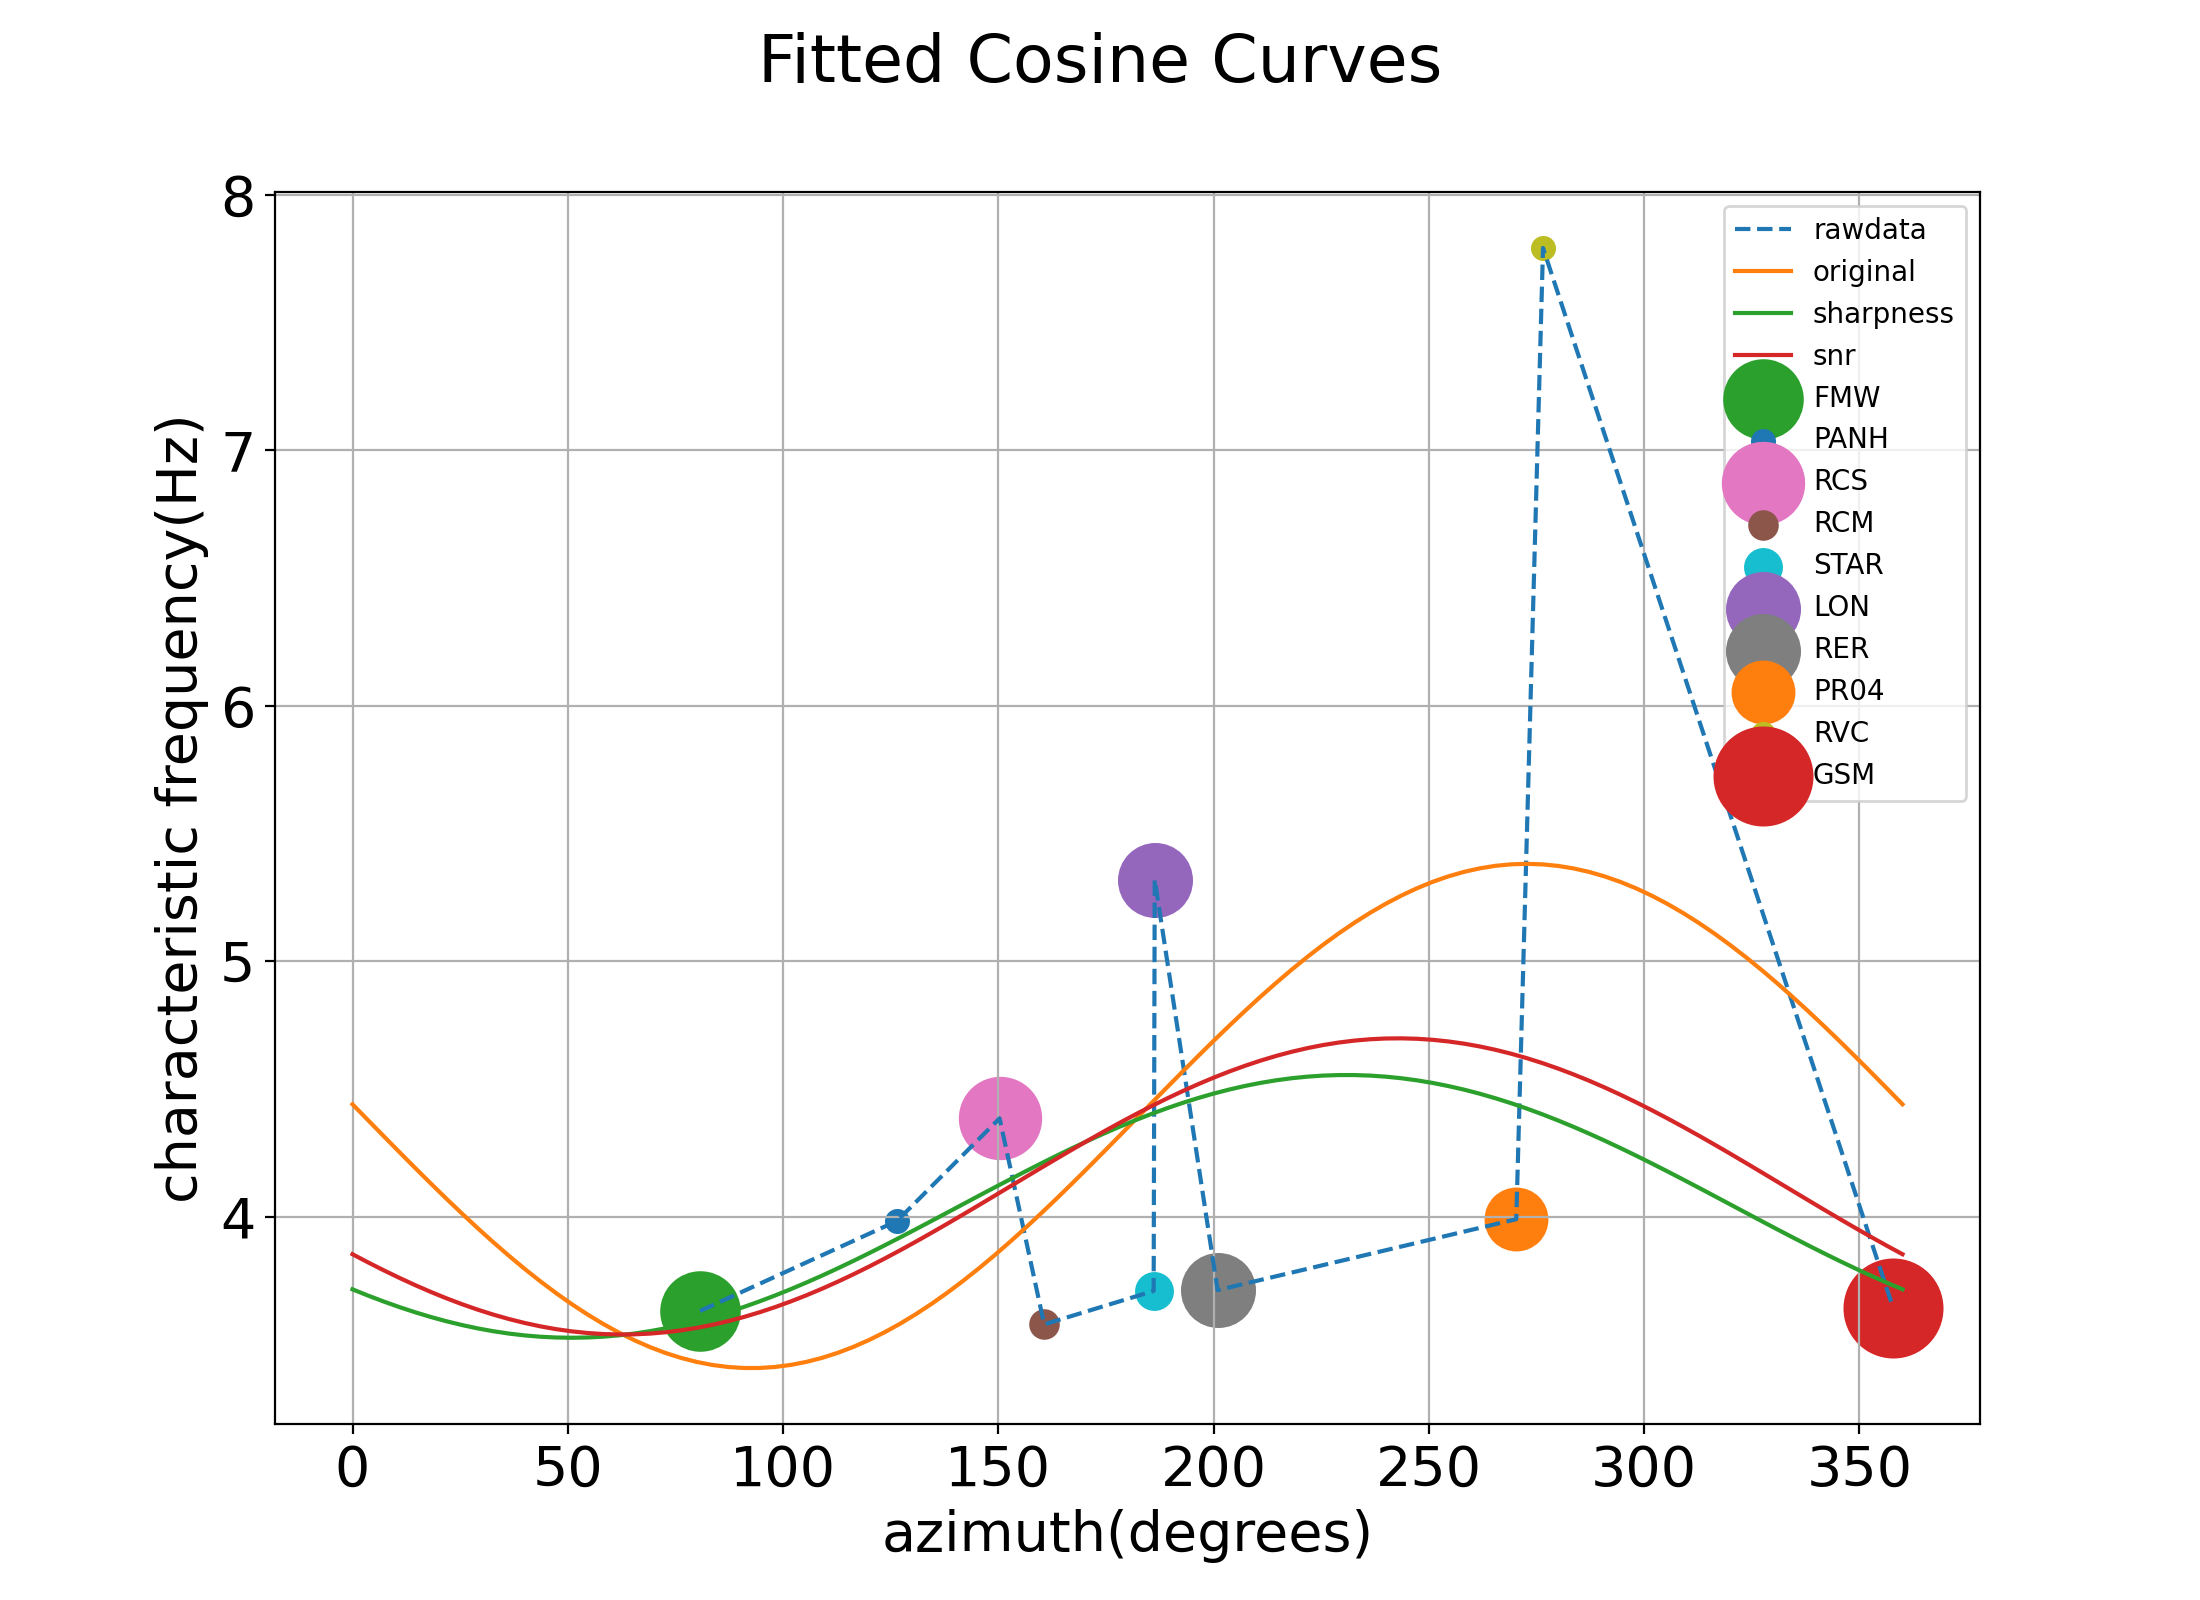 Fitted Cosine Curves
characteristic frequency(Hz)
8
7
6
5
4
rawdata
original
sharpness
snr
FMW
PANH
RCS
RCM
STAR
LON
RER
PR04
RVC
GSM
0 50 100 150 200 250 300 350
azimuth(degrees)